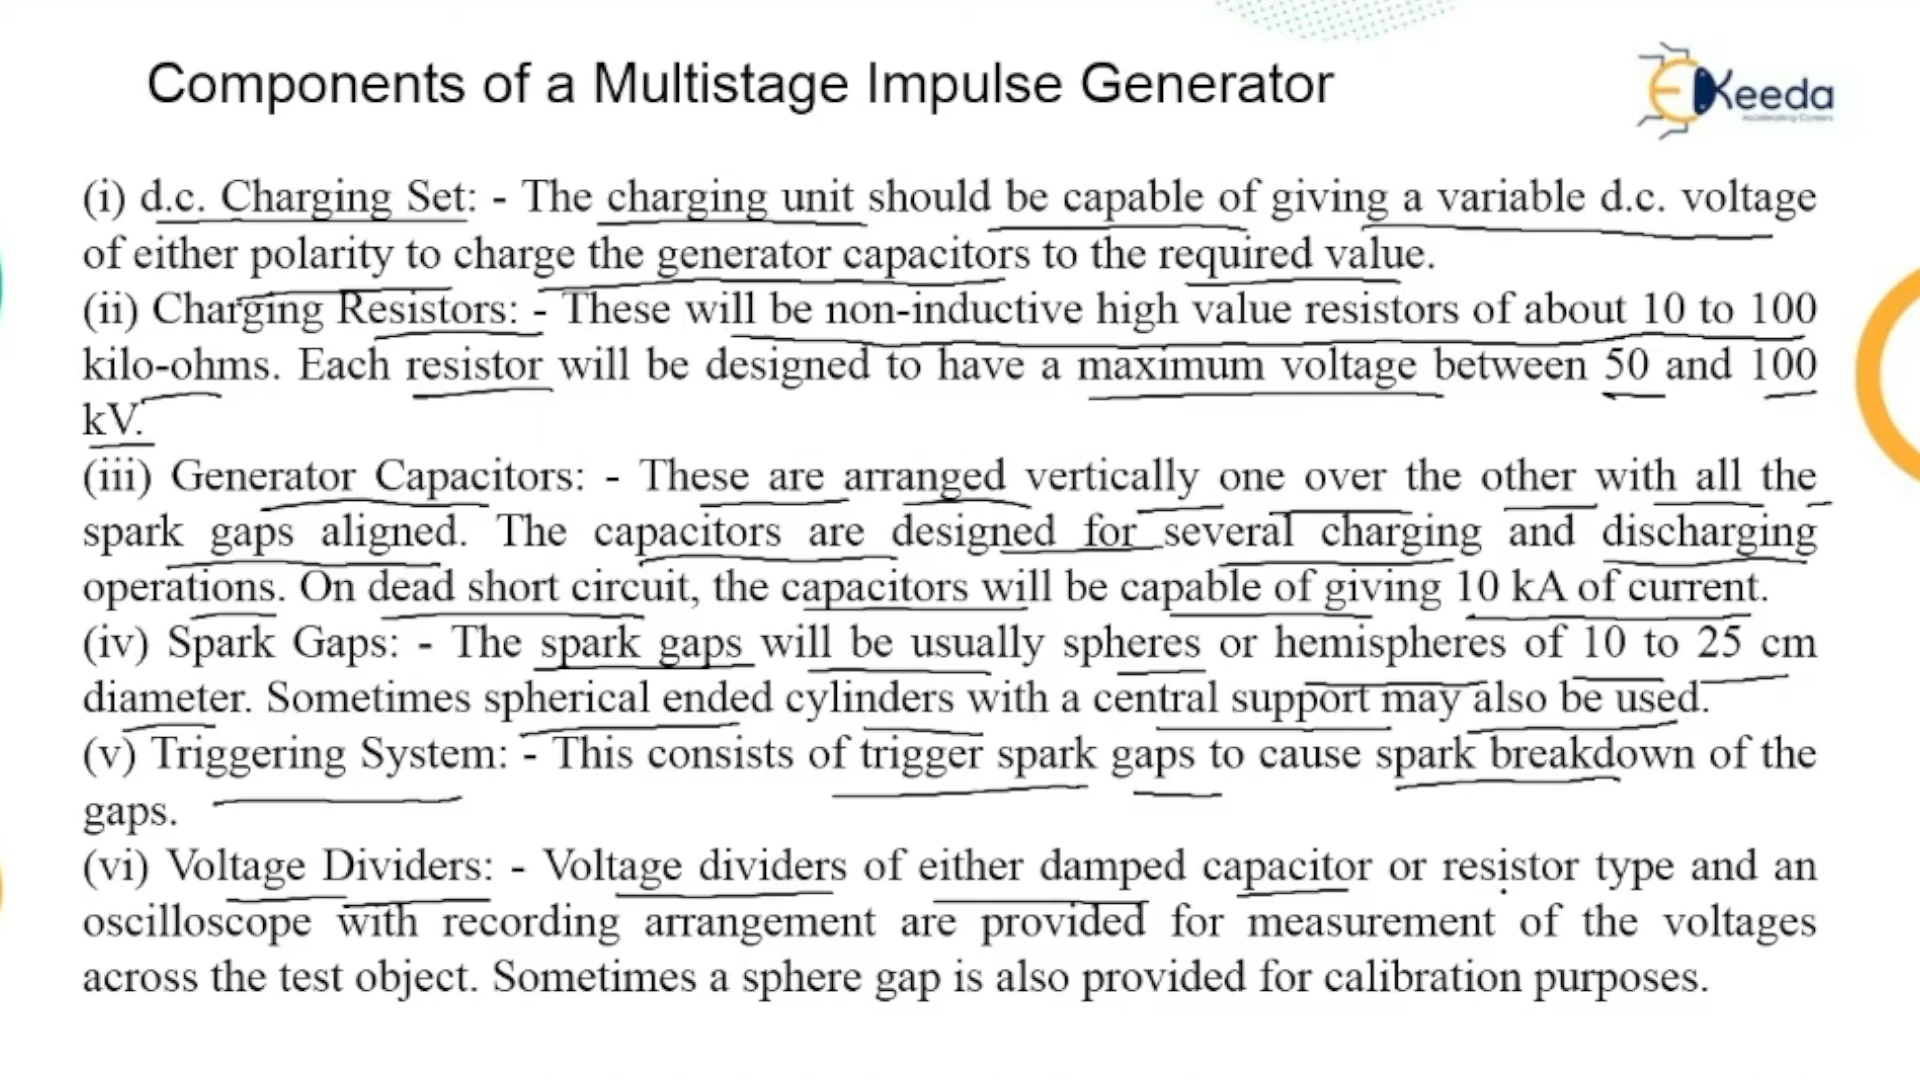 Components of a Multistage Impulse Generator
EKeeda
Accelerating Careers
(i) d.c. Charging Set: - The charging unit should be capable of giving a variable d.c. voltage
of either polarity to charge the generator capacitors to the required value.
(ii) Charging Resistors: - These will be non-inductive high value resistors of about 10 to 100
kilo-ohms. Each resistor will be designed to have a maximum voltage between 50 and 100
kV.
(iii) Generator Capacitors: - These are arranged vertically one over the other with all the
spark gaps aligned. The capacitors are designed for several charging and discharging
operations. On dead short circuit, the capacitors will be capable of giving 10 kA of current.
(iv) Spark Gaps: - The spark gaps will be usually spheres or hemispheres of 10 to 25 cm
diameter. Sometimes spherical ended cylinders with a central support may also be used.
(v) Triggering System: - This consists of trigger spark gaps to cause spark breakdown of the
gaps.
(vi) Voltage Dividers: - Voltage dividers of either damped capacitor or resistor type and an
oscilloscope with recording arrangement are provided for measurement of the voltages
across the test object. Sometimes a sphere gap is also provided for calibration purposes.